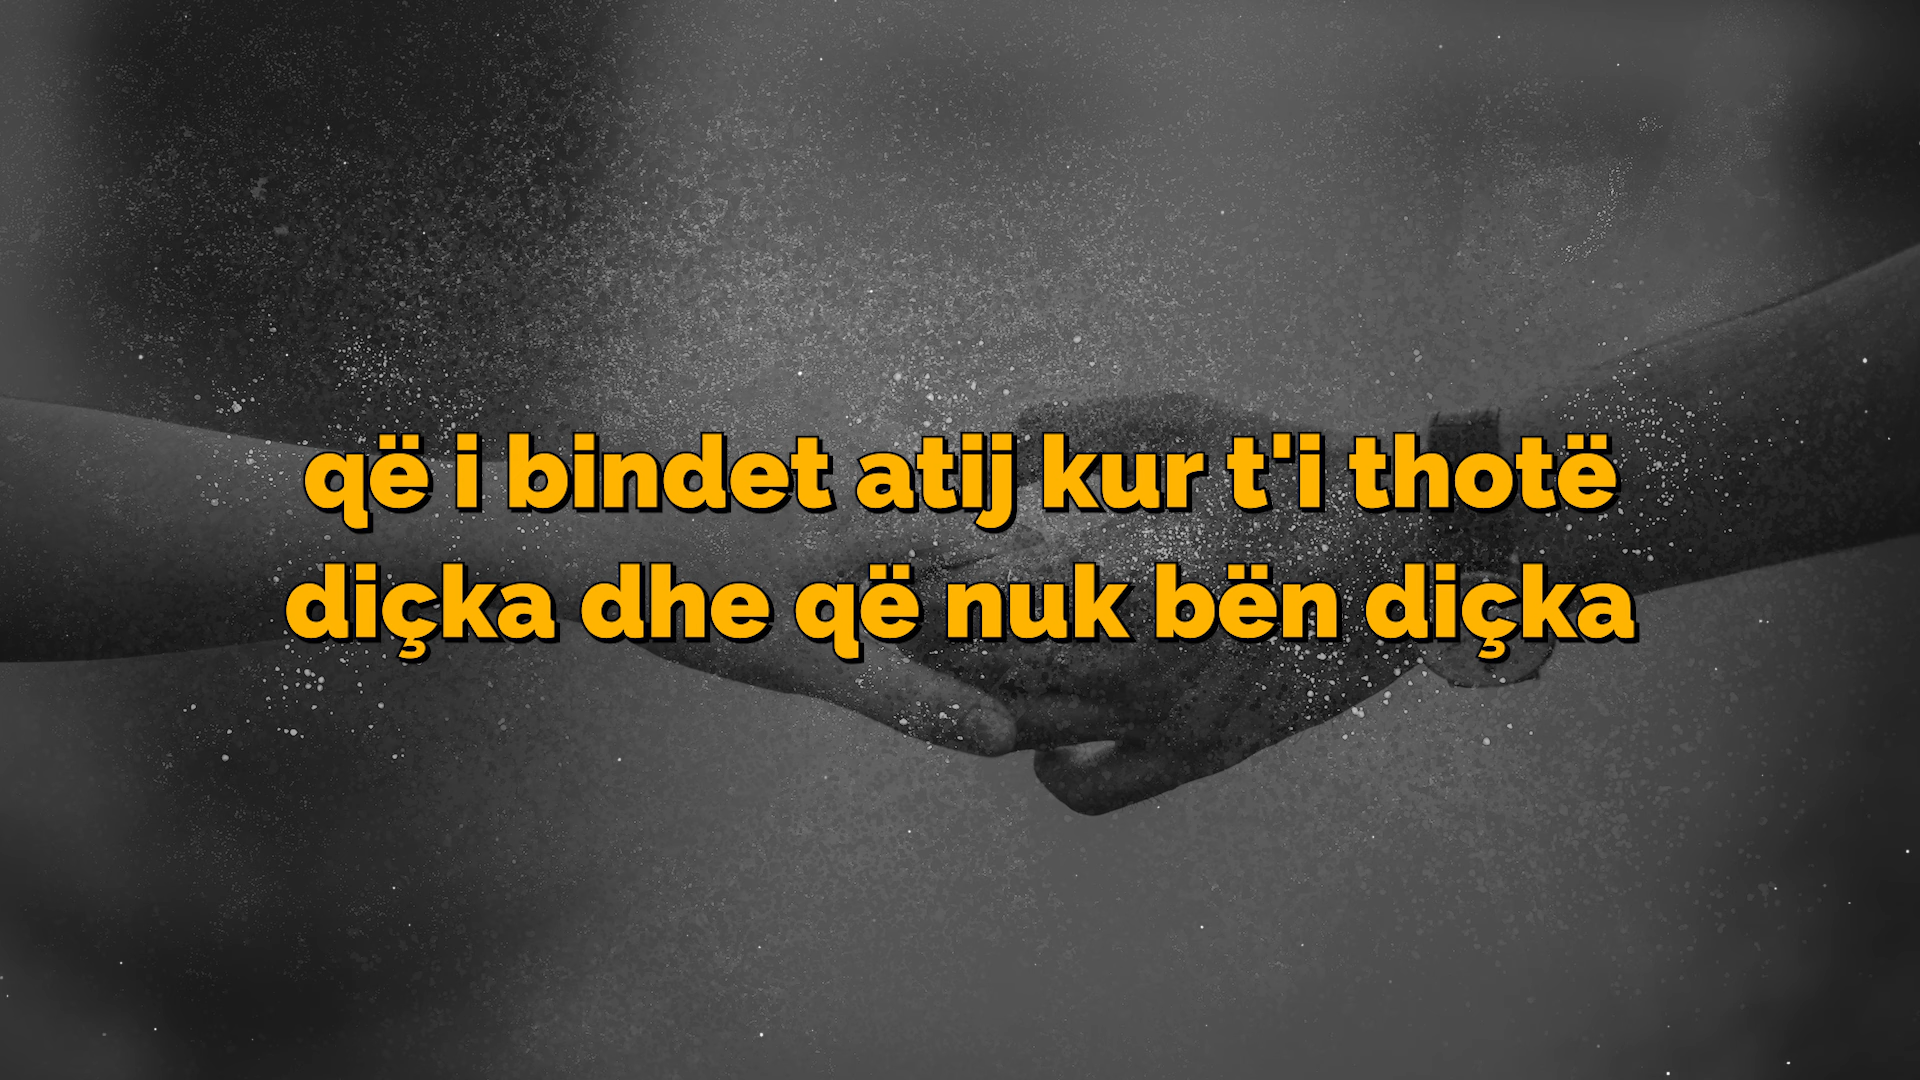 që i bindet atij kur t'i thotë
diçka dhe që nuk bën diçka